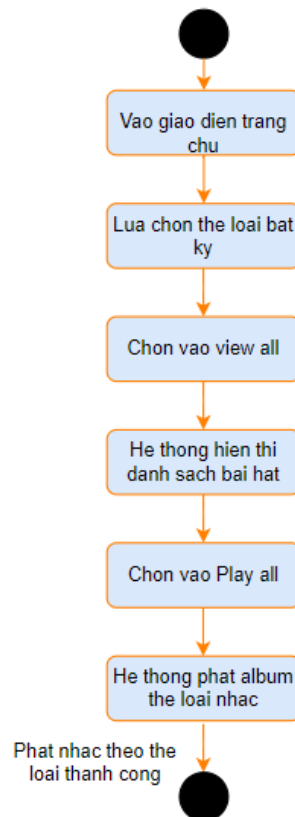 Vao giao dien trang
chu
Lua chon the loai bat
ky
Chon vao view all
He thong hien thi
danh sach bai hat
Chon vao Play all
He thong phat album
the loai nhac
Phat nhac theo the
loai thanh cong